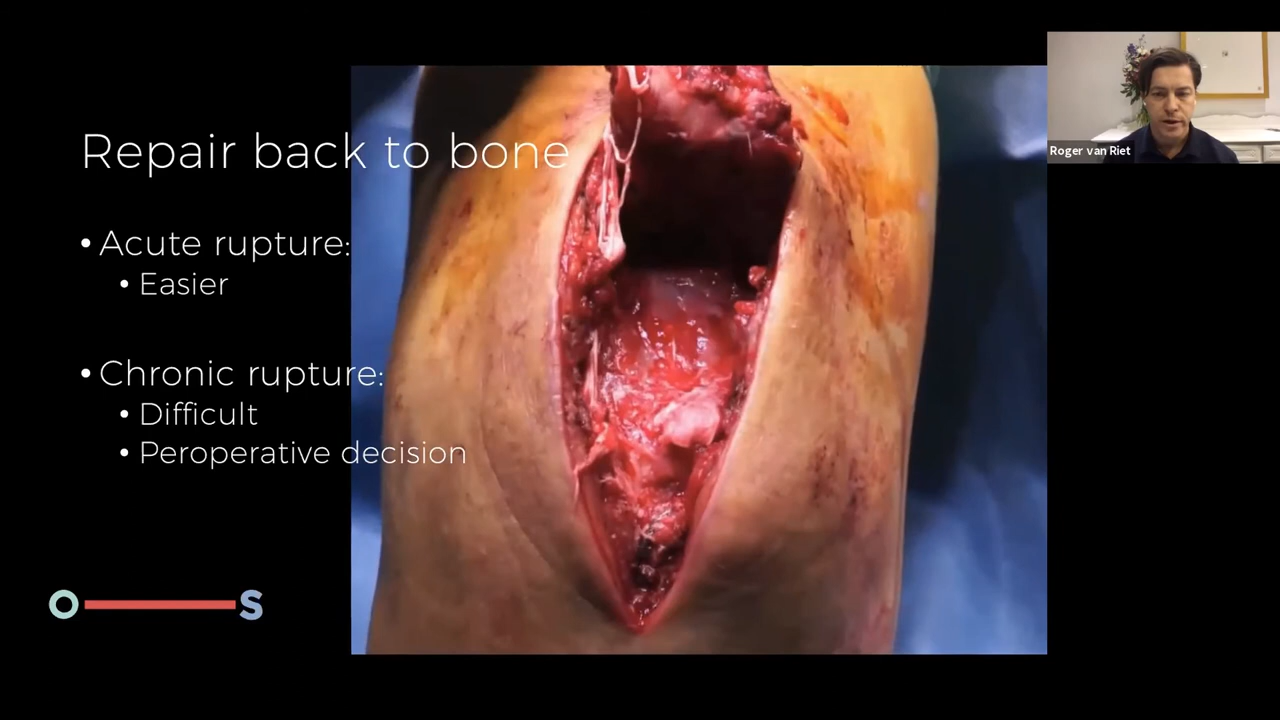 Repair back to bone
• Acute rupture:
• Easier
• Chronic rupture:
• Difficult
• Peroperative decision
O S
Roger van Riet